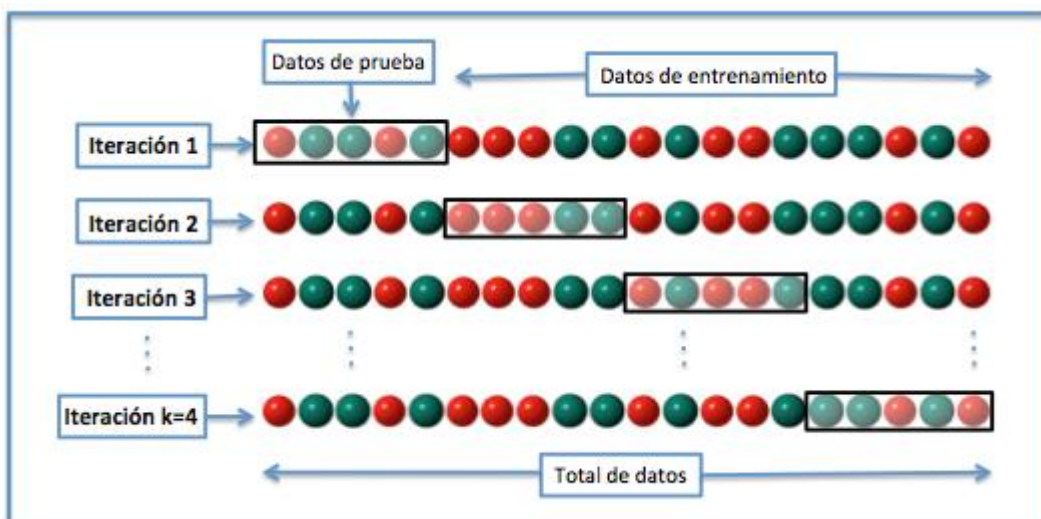 Datos de prueba
Datos de entrenamiento
Iteración 1
Iteración 2
Iteración 3
Iteración k=4
Total de datos